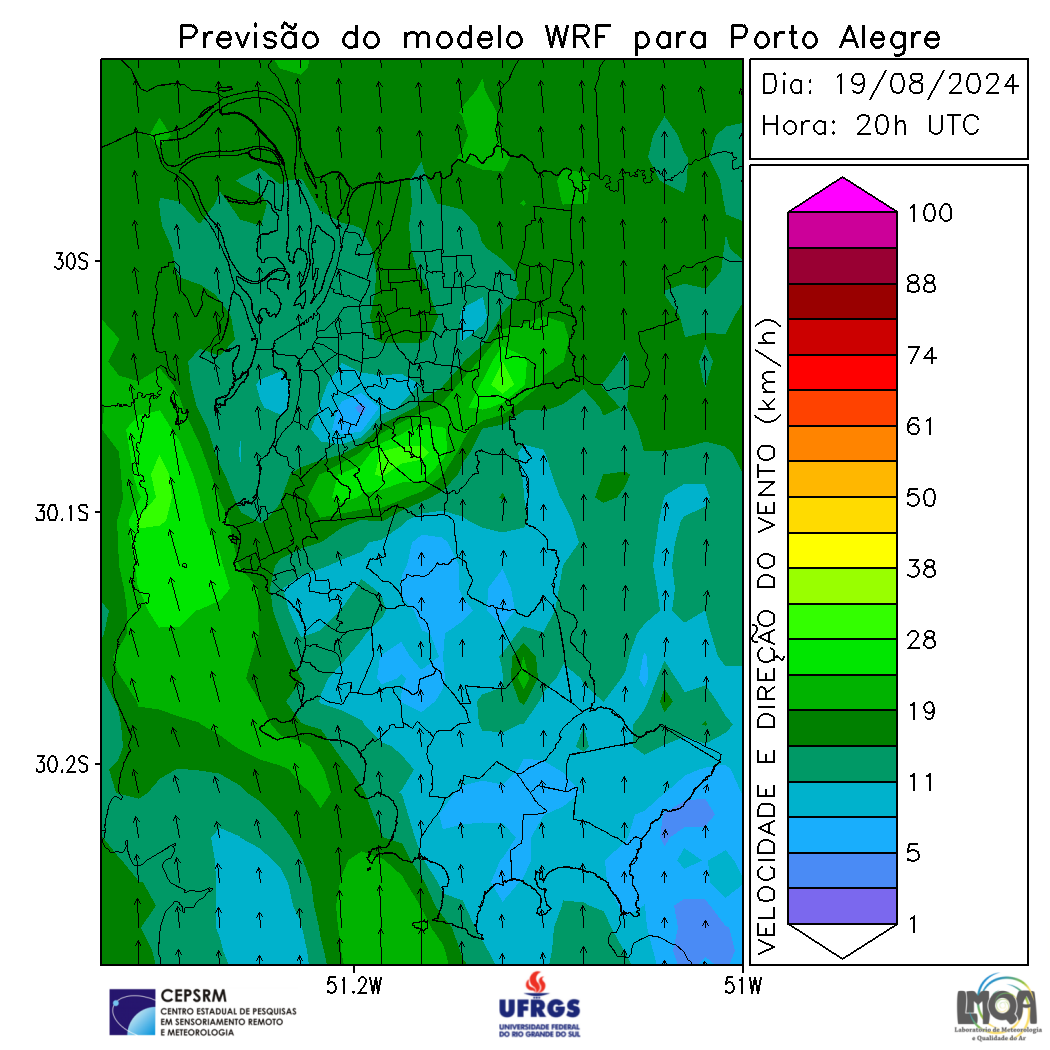 Previsão do modelo WRF para Porto Alegre
Dia: 19/08/2024
Hora: 20h UTC
30S
30.1S
30.2S
51.2W
51W
VELOCIDADE E DIREÇÃO DO VENTO (km/h)
100
88
74
61
50
38
28
19
11
5
1
CEPSRM
CENTRO ESTADUAL DE PESQUISAS
EM SENSORIAMENTO REMOTO
E METEOROLOGIA
UFRGS
UNIVERSIDADE FEDERAL
DO RIO GRANDE DO SUL
LMQA
Laboratório de Meteorologia
e Qualidade do Ar